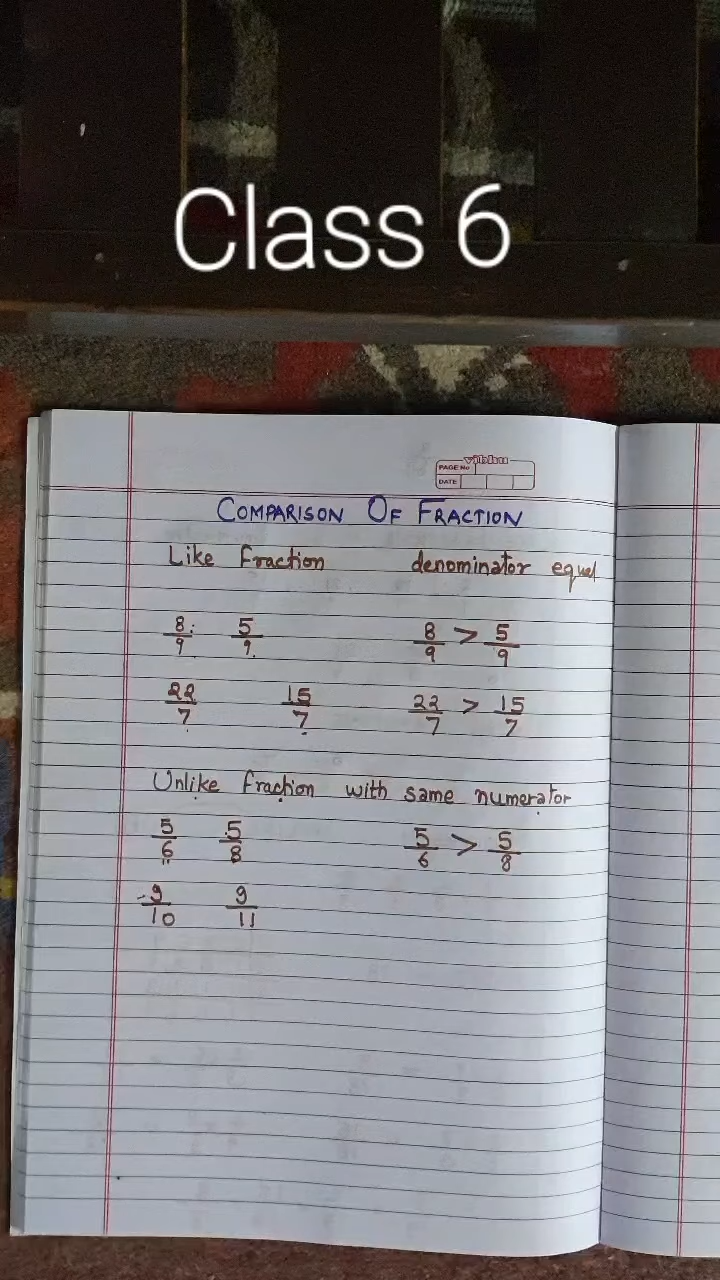 Class 6
vibhu
PAGE No
DATE
COMPARISON OF FRACTION
Like fraction denominator equal
8/9 5/9 8/9 > 5/9
22/7 15/7 22/7 > 15/7
Unlike fraction with same numerator
5/6 5/8 5/6 > 5/8
9/10 9/11